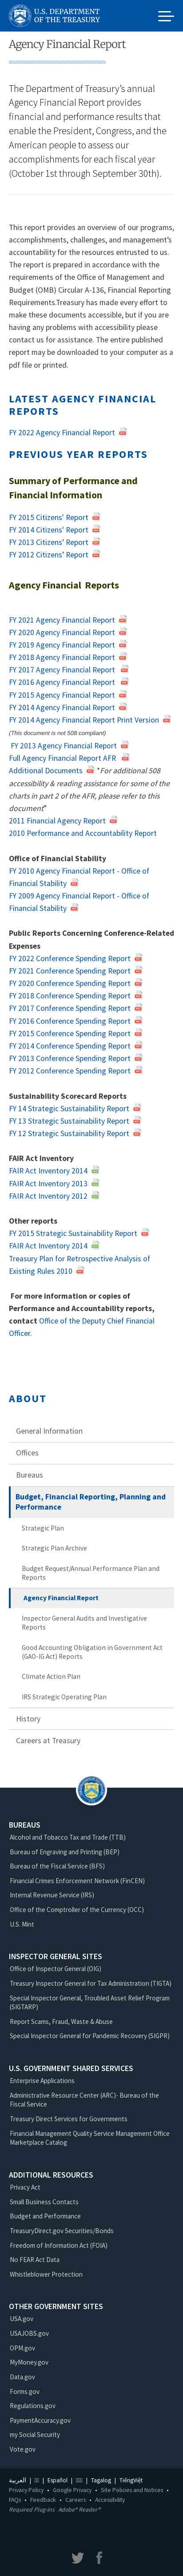 U.S. DEPARTMENT
OF THE TREASURY
Agency Financial Report
The Department of Treasury's annual
Agency Financial Report provides
financial and performance results that
enable the President, Congress, and the
American people to assess our
accomplishments for each fiscal year
(October 1st through September 30th).
This report provides an overview of our programs,
accomplishments, challenges, and management's
accountability for the resources entrusted to us.
The report is prepared in accordance with the
requirements of the Office of Management and
Budget (OMB) Circular A-136, Financial Reporting
Requirements.Treasury has made every effort to
make these documents accessible, but if you are
having any problems with accessibility please
contact us for assistance. The entire published
report may be downloaded to your computer as a
pdf file or printed.
LATEST AGENCY FINANCIAL
REPORTS
FY 2022 Agency Financial Report
PREVIOUS YEAR REPORTS
Summary of Performance and
Financial Information
FY 2015 Citizens' Report
FY 2014 Citizens' Report
FY 2013 Citizens' Report
FY 2012 Citizens' Report
Agency Financial Reports
FY 2021 Agency Financial Report
FY 2020 Agency Financial Report
FY 2019 Agency Financial Report
FY 2018 Agency Financial Report
FY 2017 Agency Financial Report
FY 2016 Agency Financial Report
FY 2015 Agency Financial Report
FY 2014 Agency Financial Report
FY 2014 Agency Financial Report Print Version
(This document is not 508 compliant)
FY 2013 Agency Financial Report
Full Agency Financial Report AFR
Additional Documents *For additional 508
accessibility & reading assistance for some of the
charts in part 2 of the AFR, please refer to this
document*
2011 Financial Agency Report
2010 Performance and Accountability Report
Office of Financial Stability
FY 2010 Agency Financial Report - Office of
Financial Stability
FY 2009 Agency Financial Report - Office of
Financial Stability
Public Reports Concerning Conference-Related
Expenses
FY 2022 Conference Spending Report
FY 2021 Conference Spending Report
FY 2020 Conference Spending Report
FY 2018 Conference Spending Report
FY 2017 Conference Spending Report
FY 2016 Conference Spending Report
FY 2015 Conference Spending Report
FY 2014 Conference Spending Report
FY 2013 Conference Spending Report
FY 2012 Conference Spending Report
Sustainability Scorecard Reports
FY 14 Strategic Sustainability Report
FY 13 Strategic Sustainability Report
FY 12 Strategic Sustainability Report
FAIR Act Inventory
FAIR Act Inventory 2014
FAIR Act Inventory 2013
FAIR Act Inventory 2012
Other reports
FY 2015 Strategic Sustainability Report
FAIR Act Inventory 2014
Treasury Plan for Retrospective Analysis of
Existing Rules 2010
For more information or copies of
Performance and Accountability reports,
contact Office of the Deputy Chief Financial
Officer.
ABOUT
General Information
Offices
Bureaus
Budget, Financial Reporting, Planning and
Performance
Strategic Plan
Strategic Plan Archive
Budget Request/Annual Performance Plan and
Reports
Agency Financial Report
Inspector General Audits and Investigative
Reports
Good Accounting Obligation in Government Act
(GAO-IG Act) Reports
Climate Action Plan
IRS Strategic Operating Plan
History
Careers at Treasury
BUREAUS
Alcohol and Tobacco Tax and Trade (TTB)
Bureau of Engraving and Printing (BEP)
Bureau of the Fiscal Service (BFS)
Financial Crimes Enforcement Network (FinCEN)
Internal Revenue Service (IRS)
Office of the Comptroller of the Currency (OCC)
U.S. Mint
INSPECTOR GENERAL SITES
Office of Inspector General (OIG)
Treasury Inspector General for Tax Administration (TIGTA)
Special Inspector General, Troubled Asset Relief Program
(SIGTARP)
Report Scams, Fraud, Waste & Abuse
Special Inspector General for Pandemic Recovery (SIGPR)
U.S. GOVERNMENT SHARED SERVICES
Enterprise Applications
Administrative Resource Center (ARC)- Bureau of the
Fiscal Service
Treasury Direct Services for Governments
Financial Management Quality Service Management Office
Marketplace Catalog
ADDITIONAL RESOURCES
Privacy Act
Small Business Contacts
Budget and Performance
TreasuryDirect.gov Securities/Bonds
Freedom of Information Act (FOIA)
No FEAR Act Data
Whistleblower Protection
OTHER GOVERNMENT SITES
USA.gov
USAJOBS.gov
OPM.gov
MyMoney.gov
Data.gov
Forms.gov
Regulations.gov
PaymentAccuracy.gov
my Social Security
Vote.gov
العربية | | Español | | Tagalog | TiếngViệt
Privacy Policy • Google Privacy • Site Policies and Notices •
FAQs • Feedback • Careers • Accessibility
Required Plug-ins Adobe® Reader®